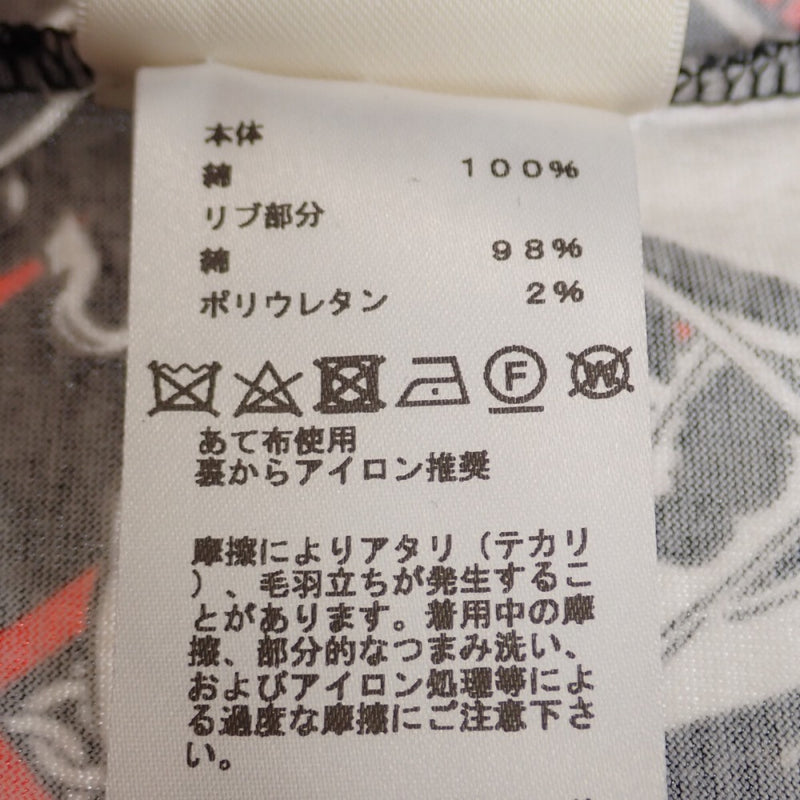 本体
綿 100%
リブ部分
綿 98%
ポリウレタン 2%
F W
あて布使用
裏からアイロン推奨
摩擦によりアタリ（テカリ
）、毛羽立ちが発生するこ
とがあります。着用中の摩
擦、部分的なつまみ洗い、
およびアイロン処理等によ
る過度な摩擦にご注意下さ
い。